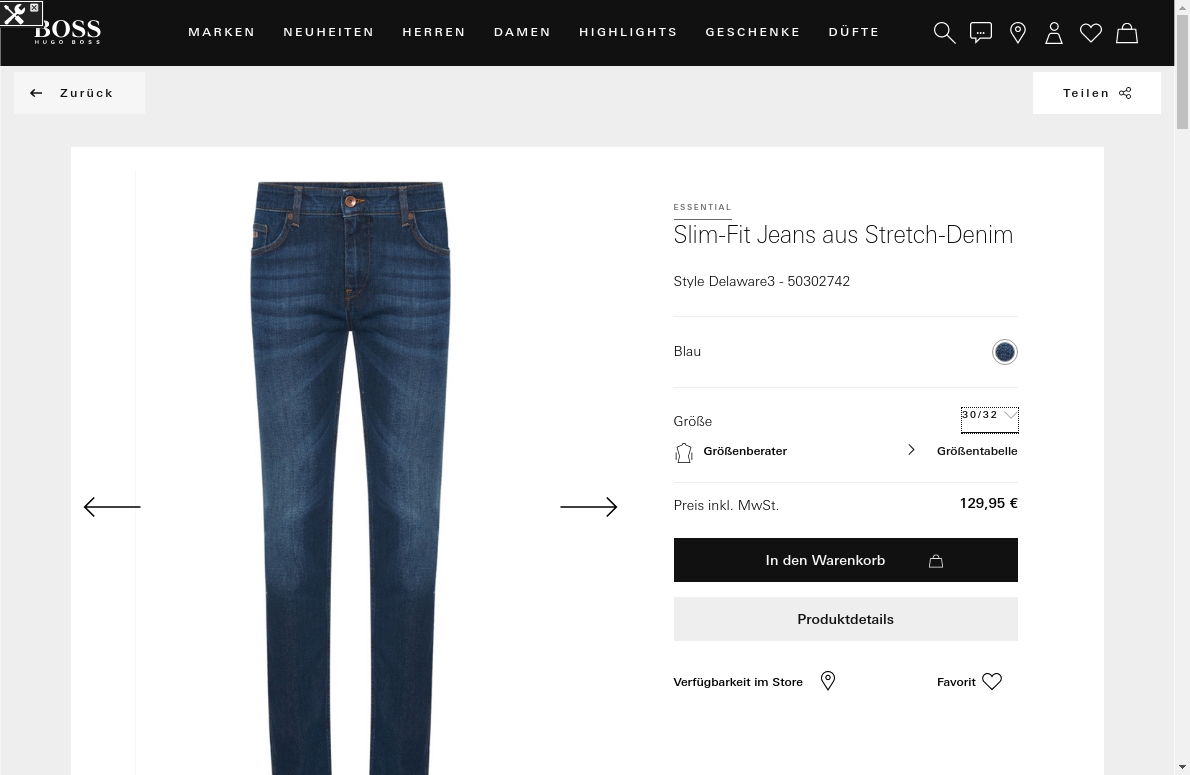 BOSS
HUGO BOSS
MARKEN NEUHEITEN HERREN DAMEN HIGHLIGHTS GESCHENKE DÜFTE
Zurück
Teilen
ESSENTIAL
Slim-Fit Jeans aus Stretch-Denim
Style Delaware3 - 50302742
Blau
Größe 30/32
Größenberater Größentabelle
Preis inkl. MwSt. 129,95 €
In den Warenkorb
Produktdetails
Verfügbarkeit im Store Favorit